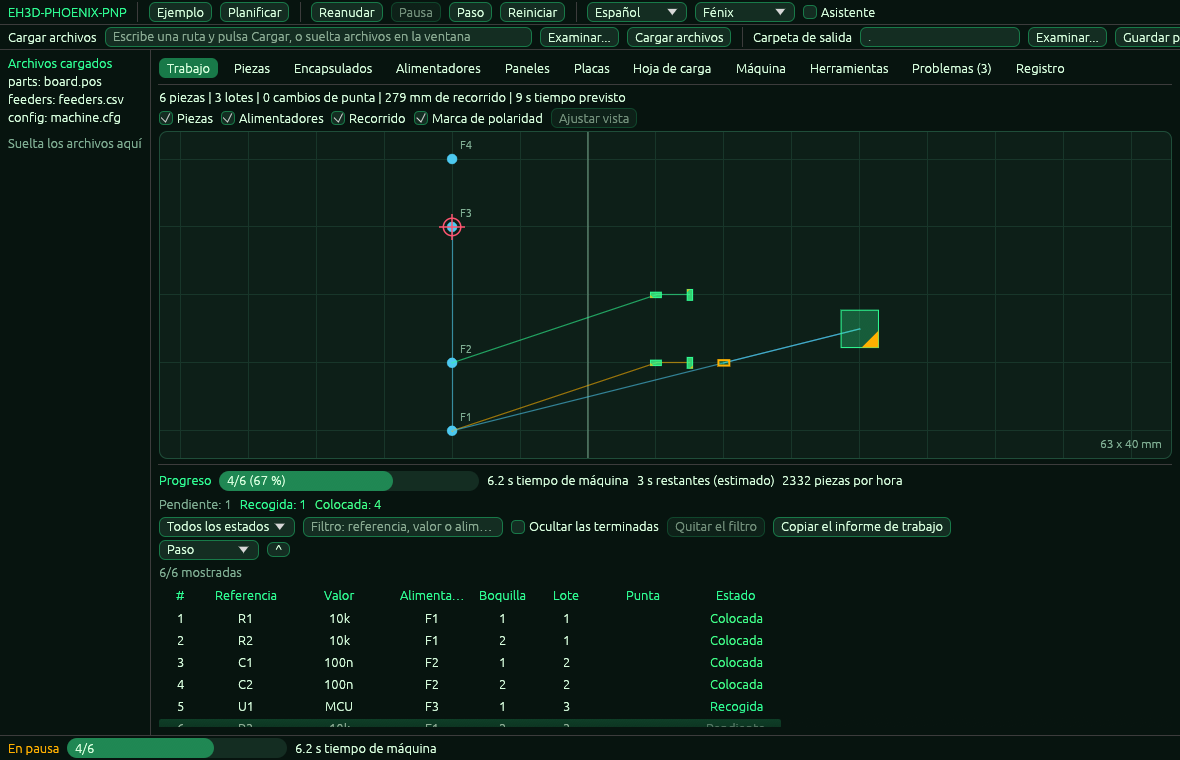 EH3D-PHOENIX-PNP Ejemplo Planificar Reanudar Pausa Paso Reiniciar Español Fénix Asistente
Cargar archivos Escribe una ruta y pulsa Cargar, o suelta archivos en la ventana Examinar... Cargar archivos Carpeta de salida . Examinar... Guardar p
Archivos cargados
parts: board.pos
feeders: feeders.csv
config: machine.cfg
Suelta los archivos aquí
Trabajo Piezas Encapsulados Alimentadores Paneles Placas Hoja de carga Máquina Herramientas Problemas (3) Registro
6 piezas | 3 lotes | 0 cambios de punta | 279 mm de recorrido | 9 s tiempo previsto
Piezas Alimentadores Recorrido Marca de polaridad Ajustar vista
F4
F3
F2
F1
63 x 40 mm
Progreso 4/6 (67 %) 6.2 s tiempo de máquina 3 s restantes (estimado) 2332 piezas por hora
Pendiente: 1 Recogida: 1 Colocada: 4
Todos los estados Filtro: referencia, valor o alim... Ocultar las terminadas Quitar el filtro Copiar el informe de trabajo
Paso ^
6/6 mostradas
# Referencia Valor Alimenta... Boquilla Lote Punta Estado
1 R1 10k F1 1 1 Colocada
2 R2 10k F1 2 1 Colocada
3 C1 100n F2 1 2 Colocada
4 C2 100n F2 2 2 Colocada
5 U1 MCU F3 1 3 Recogida
En pausa 4/6 6.2 s tiempo de máquina